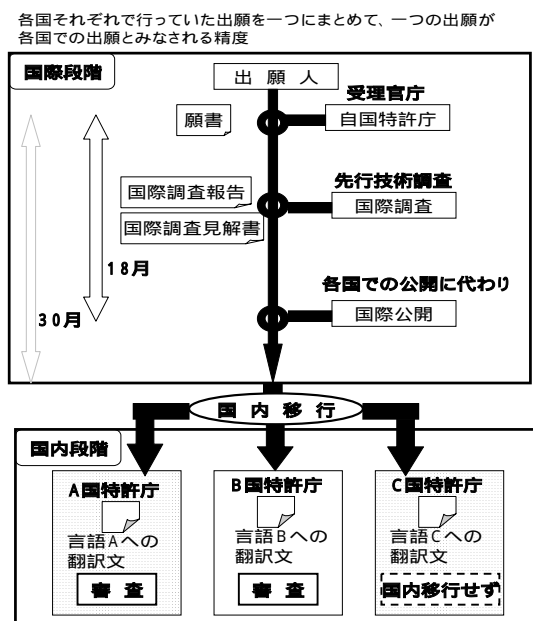 各国それぞれで行っていた出願を一つにまとめて、一つの出願が
各国での出願とみなされる精度
国際段階
出願人
受理官庁
願書
自国特許庁
先行技術調査
国際調査報告
国際調査
国際調査見解書
18月
各国での公開に代わり
30月
国際公開
国内移行
国内段階
A国特許庁
言語Aへの
翻訳文
審査
B国特許庁
言語Bへの
翻訳文
審査
C国特許庁
言語Cへの
翻訳文
国内移行せず